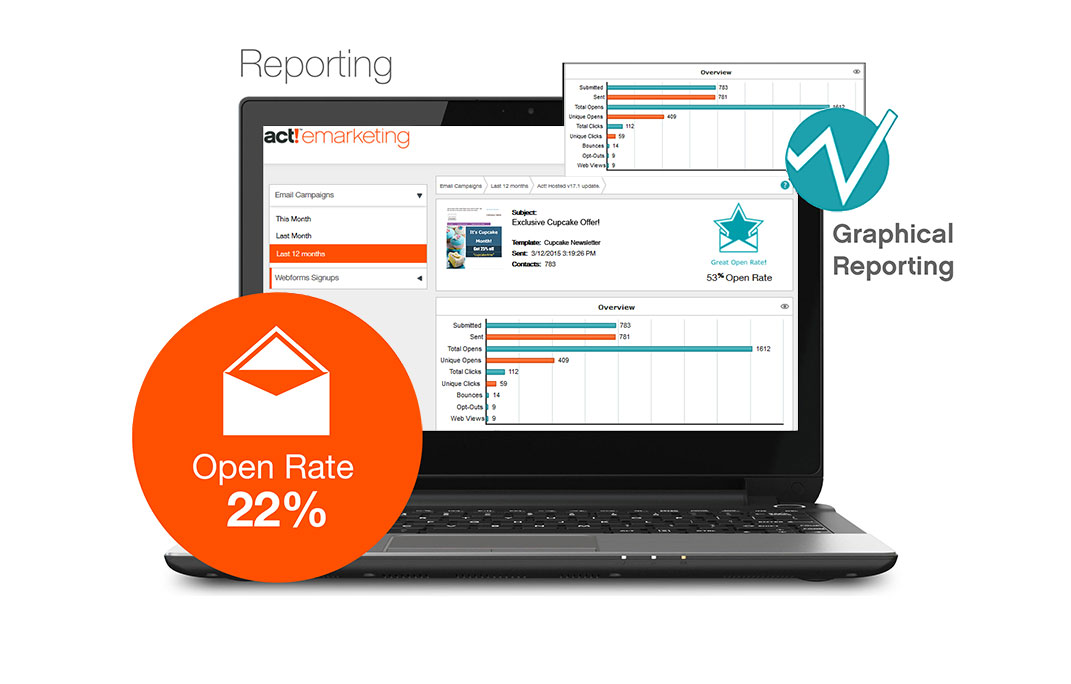 Reporting
Overview
Submitted 783
Sent 781
Total Opens 1612
Unique Opens 409
Total Clicks 112
Unique Clicks 59
Bounces 14
Opt-Outs 9
Web Views 9
Graphical
Reporting
act! emarketing
Email Campaigns
This Month
Last Month
Last 12 months
Webforms Signups
Email Campaigns Last 12 months Act! Hosted v17.1 update.
?
It's Cupcake
Month!
Get 22% off
Subject:
Exclusive Cupcake Offer!
Template: Cupcake Newsletter
Sent: 3/12/2015 3:19:26 PM
Contacts: 783
Great Open Rate!
53% Open Rate
Overview
Submitted 783
Sent 781
Total Opens 1612
Unique Opens 409
Total Clicks 112
Unique Clicks 59
Bounces 14
Opt-Outs 9
Web Views 9
Open Rate
22%